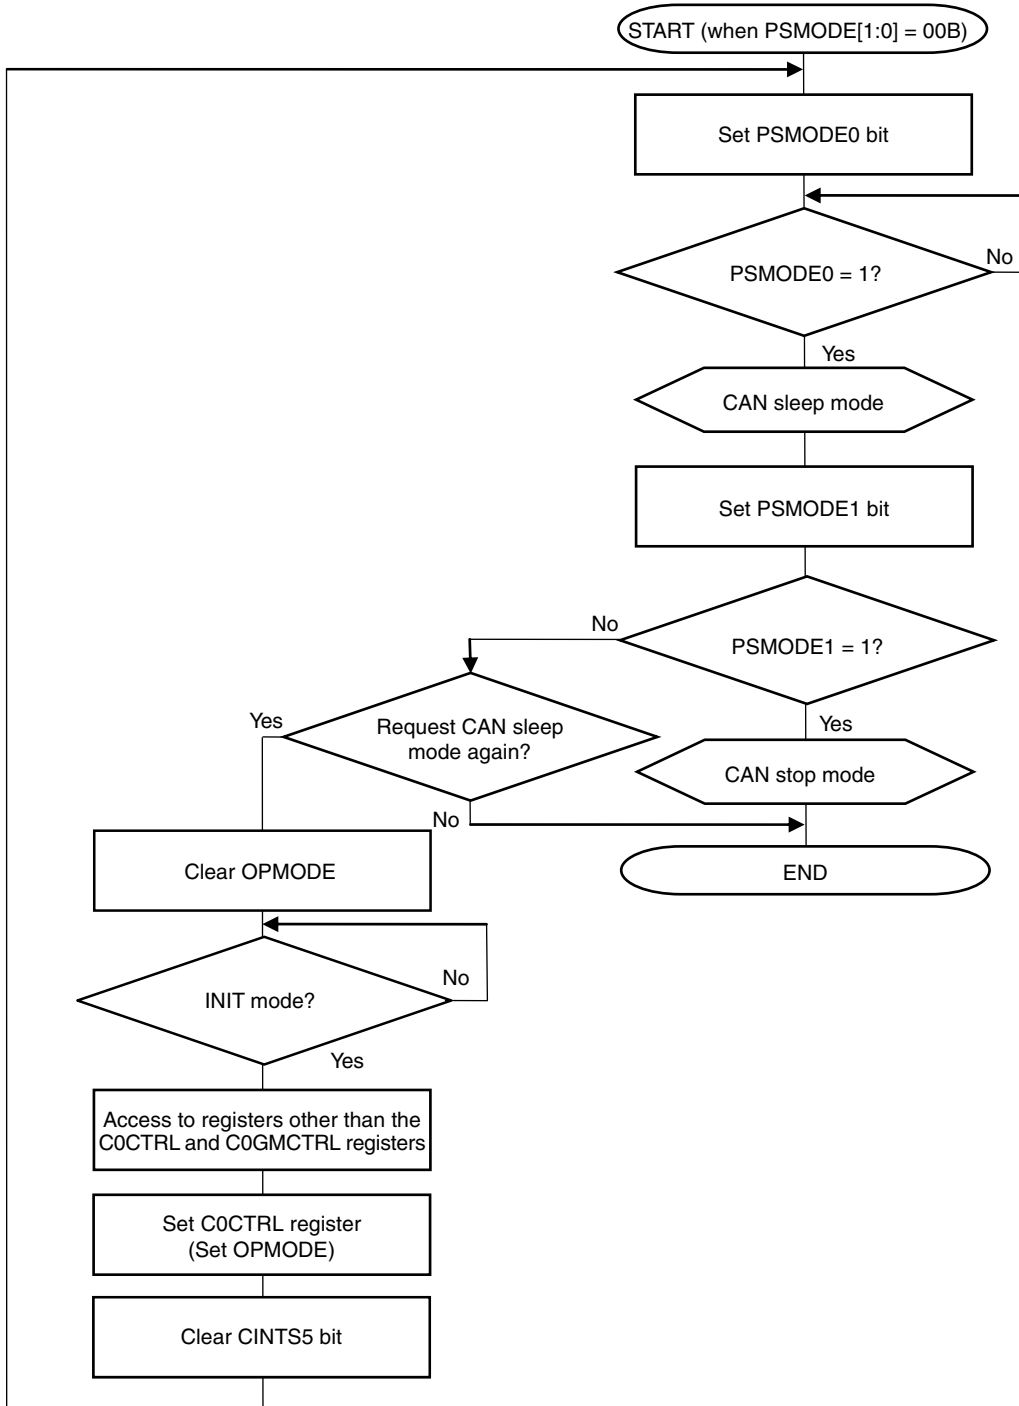 START (when PSMODE[1:0] = 00B)
Set PSMODE0 bit
PSMODE0 = 1?
No
Yes
CAN sleep mode
Set PSMODE1 bit
PSMODE1 = 1?
No
Yes
Request CAN sleep
mode again?
Yes
No
CAN stop mode
END
Clear OPMODE
INIT mode?
No
Yes
Access to registers other than the
C0CTRL and C0GMCTRL registers
Set C0CTRL register
(Set OPMODE)
Clear CINTS5 bit